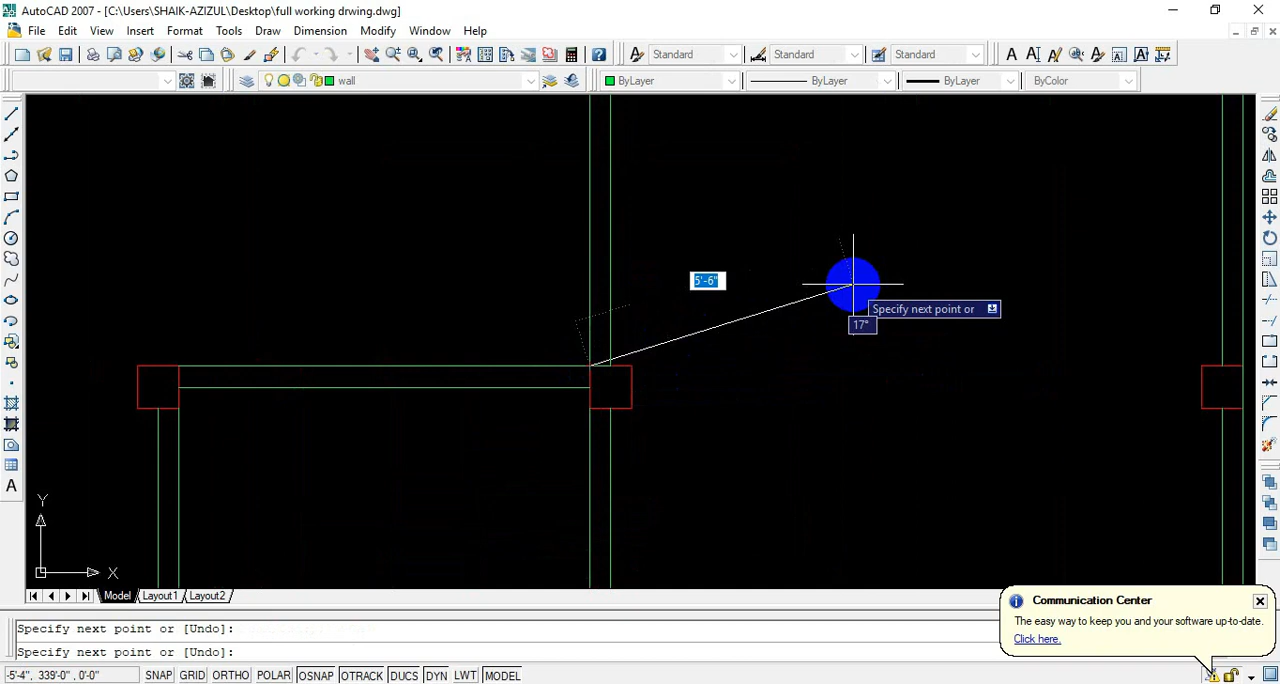 AutoCAD 2007 - [C:\Users\SHAIK-AZIZUL\Desktop\full working drwing.dwg]
File Edit View Insert Format Tools Draw Dimension Modify Window Help
Standard Standard Standard
wall ByLayer ByLayer ByLayer ByColor
5'-6"
Specify next point or
17°
Y
X
Model Layout1 Layout2
Communication Center
The easy way to keep you and your software up-to-date.
Click here.
Specify next point or [Undo]:
Specify next point or [Undo]:
-5'-4", 339'-0" , 0'-0" SNAP GRID ORTHO POLAR OSNAP OTRACK DUCS DYN LWT MODEL